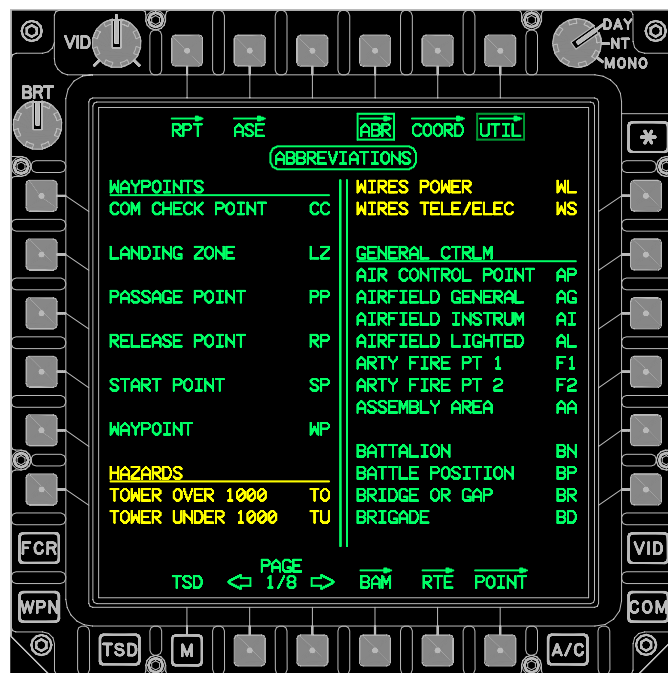 DAY
VID NT
MONO
BRT
RPT ASE ABR COORD UTIL
*
ABBREVIATIONS
WAYPOINTS
COM CHECK POINT CC
LANDING ZONE LZ
PASSAGE POINT PP
RELEASE POINT RP
START POINT SP
WAYPOINT WP
HAZARDS
TOWER OVER 1000 TO
TOWER UNDER 1000 TU
WIRES POWER WL
WIRES TELE/ELEC WS
GENERAL CTRLM
AIR CONTROL POINT AP
AIRFIELD GENERAL AG
AIRFIELD INSTRUM AI
AIRFIELD LIGHTED AL
ARTY FIRE PT 1 F1
ARTY FIRE PT 2 F2
ASSEMBLY AREA AA
BATTALION BN
BATTLE POSITION BP
BRIDGE OR GAP BR
BRIGADE BD
FCR VID
PAGE
TSD 1/8 BAM RTE POINT
WPN COM
TSD M A/C